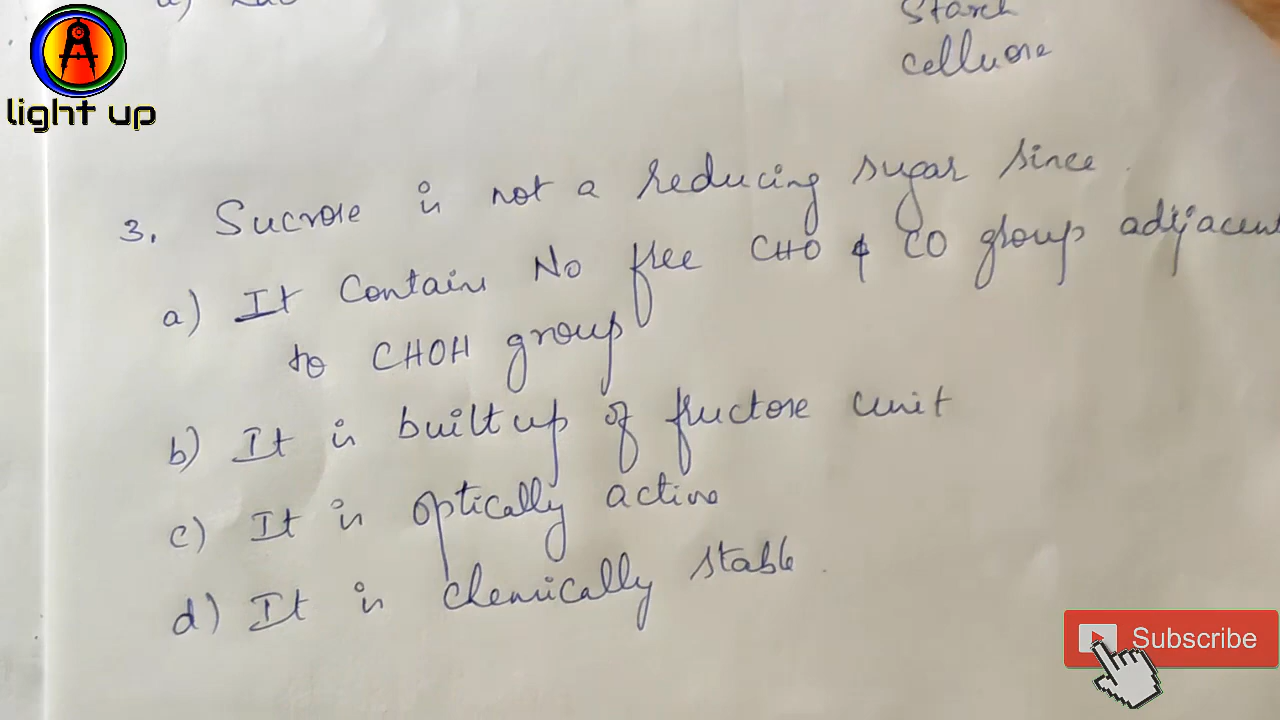 Starch
cellulose
light up
3. Sucrose is not a reducing sugar since
a) It contains No free CHO & CO group adjacent
to CHOH group
b) It is built up of fructose unit
c) It is optically active
d) It is chemically stable.
Subscribe